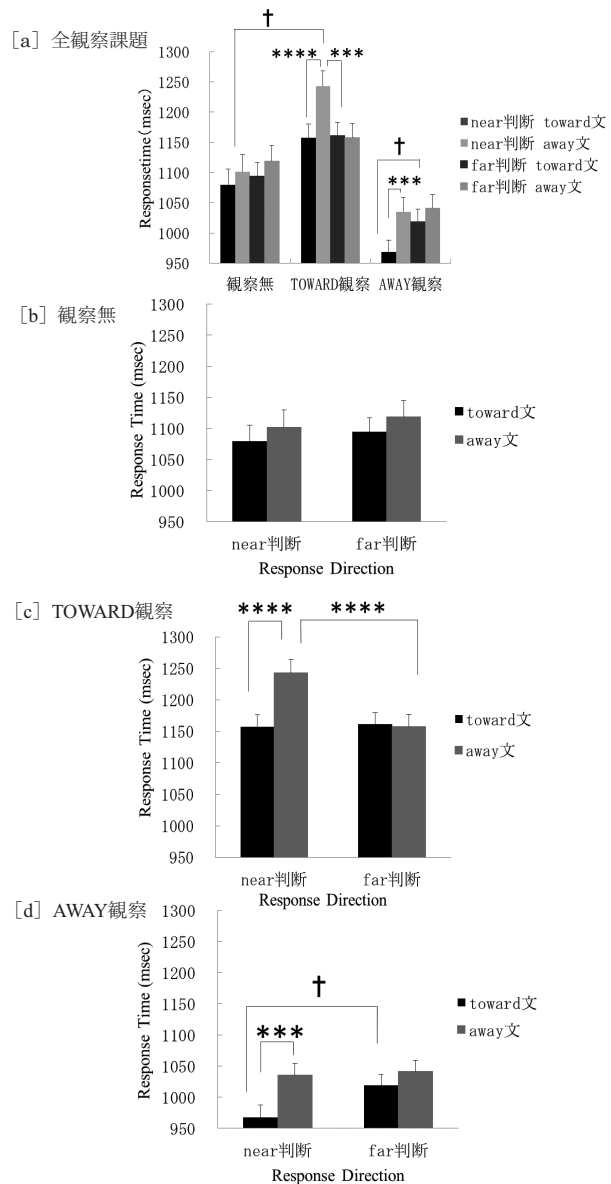 [a] 全観察課題
†
**** ***
†
***
Responsetime(msec)
1300
1250
1200
1150
1100
1050
1000
950
観察無 TOWARD観察 AWAY観察
near判断 toward文
near判断 away文
far判断 toward文
far判断 away文
[b] 観察無
Response Time (msec)
1300
1250
1200
1150
1100
1050
1000
950
near判断 far判断
Response Direction
toward文
away文
[c] TOWARD観察
**** ****
Response Time (msec)
1300
1250
1200
1150
1100
1050
1000
950
near判断 far判断
Response Direction
toward文
away文
[d] AWAY観察
†
***
Response Time (msec)
1300
1250
1200
1150
1100
1050
1000
950
near判断 far判断
Response Direction
toward文
away文